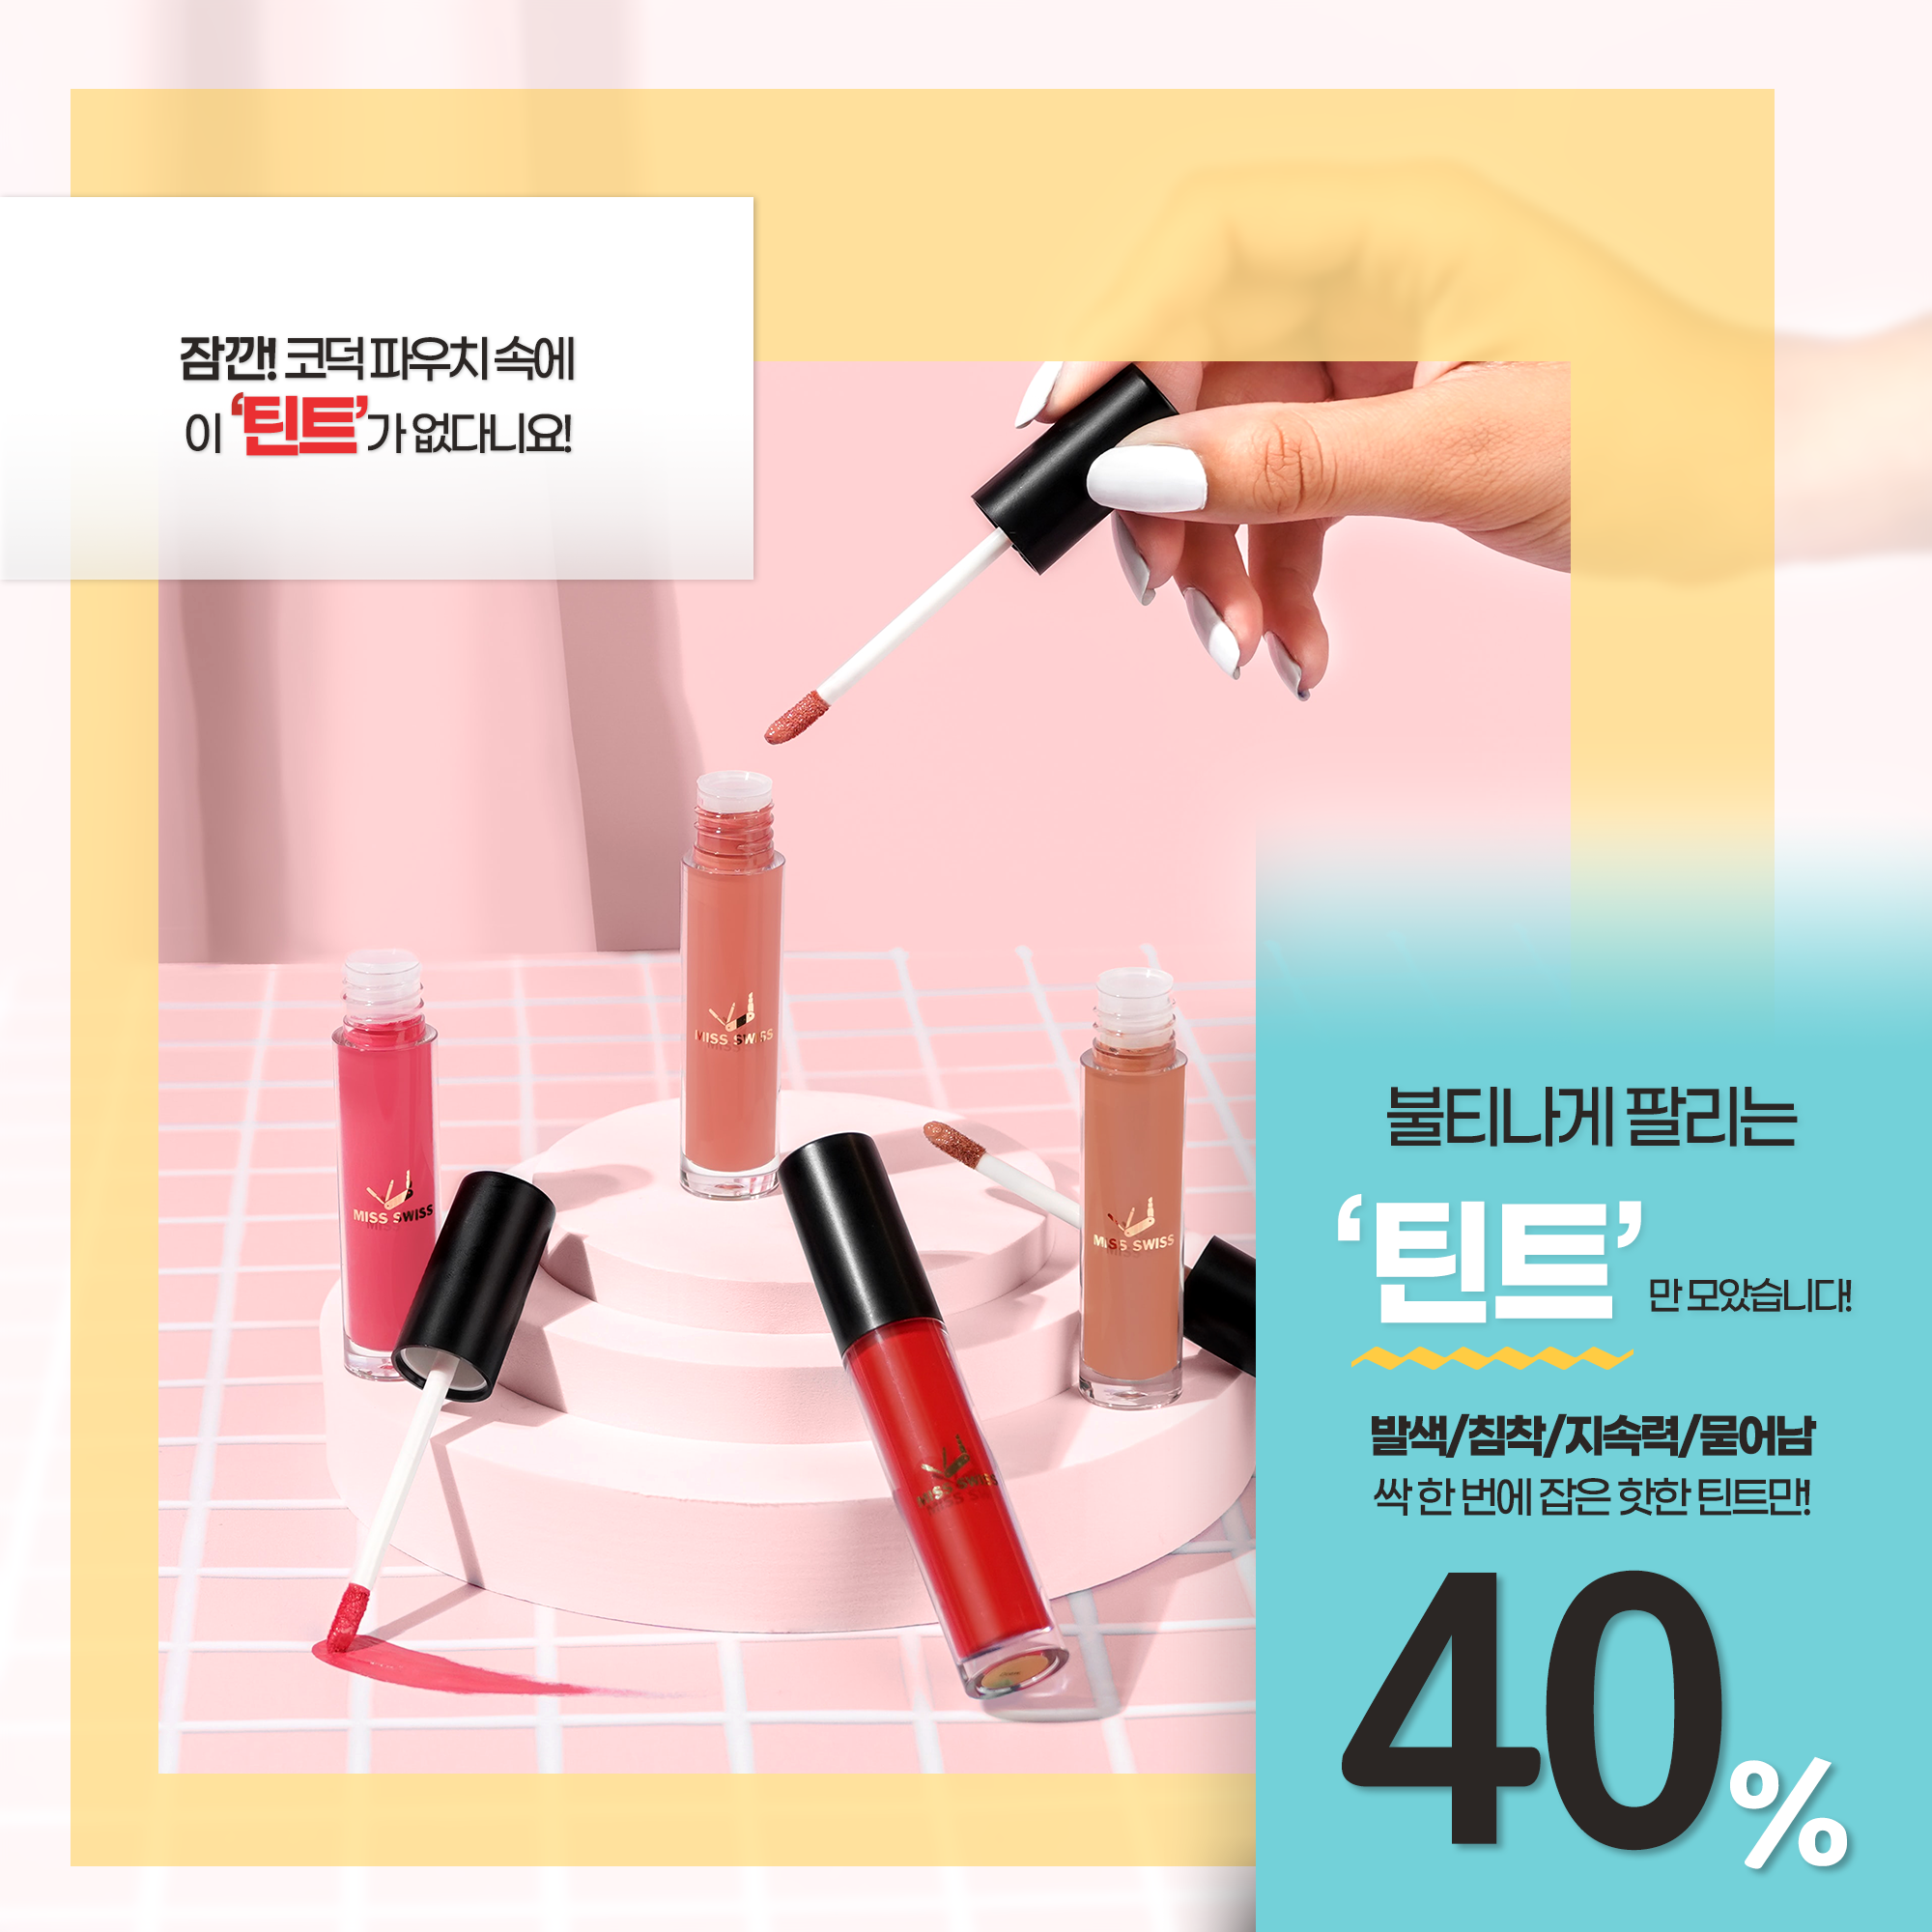 잠깐! 코덕 파우치 속에
이 ‘틴트’가 없다니요!
MISS SWISS
MISS SWISS
MISS SWISS
MISS SWISS
불티나게 팔리는
‘틴트’만 모았습니다!
발색/침착/지속력/묻어남
싹 한 번에 잡은 핫한 틴트만!
40%